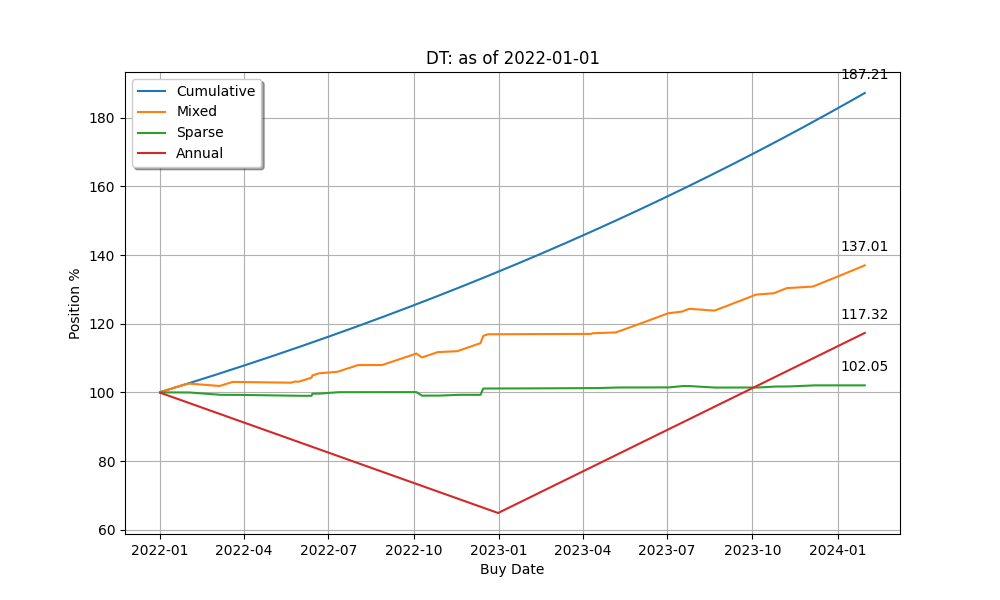 DT: as of 2022-01-01
187.21
Cumulative
Mixed
Sparse
Annual
137.01
117.32
102.05
Position %
180
160
140
120
100
80
60
2022-01 2022-04 2022-07 2022-10 2023-01 2023-04 2023-07 2023-10 2024-01
Buy Date